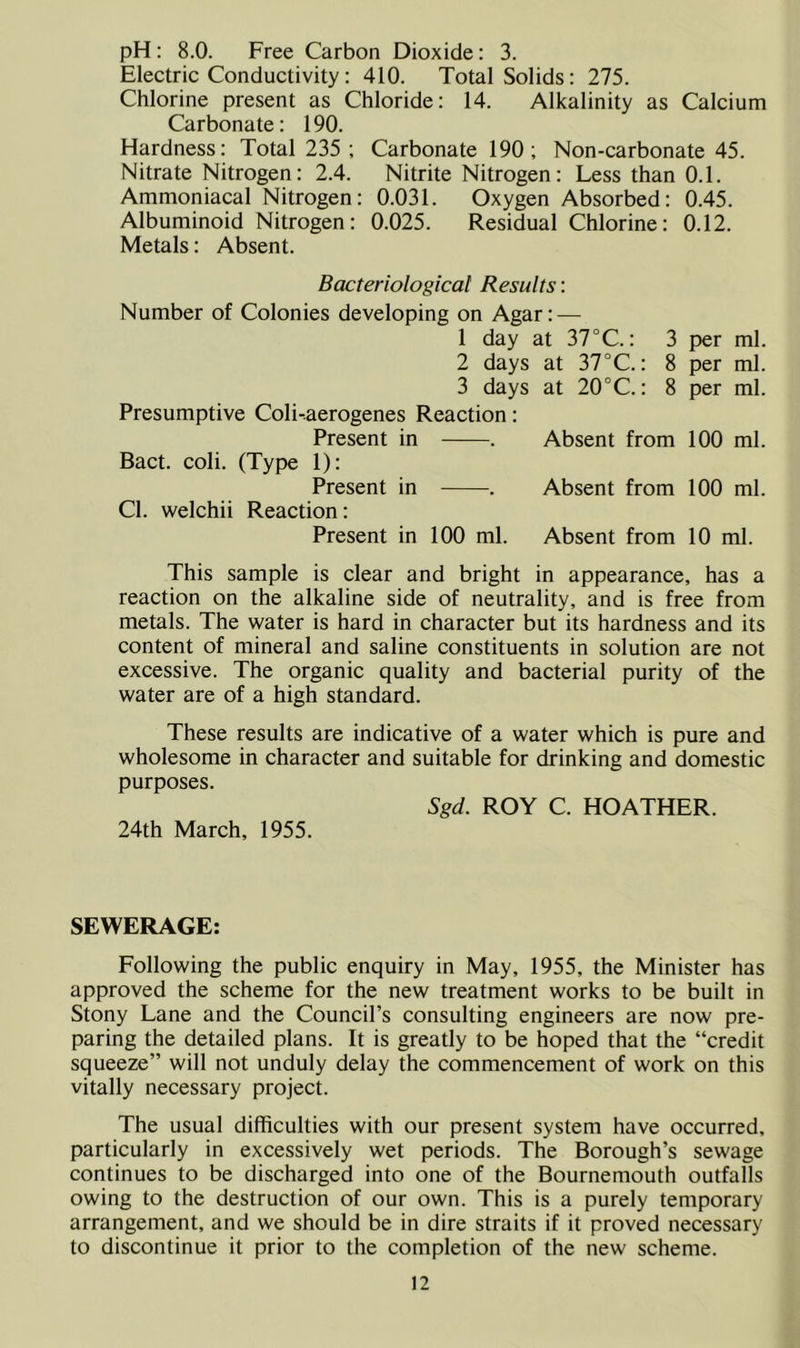 pH: 8.0. Free Carbon Dioxide: 3.
Electric Conductivity: 410. Total Solids: 275.
Chlorine present as Chloride: 14. Alkalinity as Calcium
Carbonate: 190.
Hardness: Total 235 ; Carbonate 190 ; Non-carbonate 45.
Nitrate Nitrogen: 2.4. Nitrite Nitrogen: Less than 0.1.
Ammoniacal Nitrogen: 0.031. Oxygen Absorbed: 0.45.
Albuminoid Nitrogen: 0.025. Residual Chlorine: 0.12.
Metals: Absent.
Bacteriological Results:
Number of Colonies developing on Agar:—
1 day at 37°C.: 3 per ml.
2 days at 37°C.: 8 per ml.
3 days at 20°C.: 8 per ml.
Presumptive Coli-aerogenes Reaction:
Present in ——. Absent from 100 ml.
Bact. coli. (Type 1):
Present in ——. Absent from 100 ml.
Cl. welchii Reaction:
Present in 100 ml. Absent from 10 ml.
This sample is clear and bright in appearance, has a
reaction on the alkaline side of neutrality, and is free from
metals. The water is hard in character but its hardness and its
content of mineral and saline constituents in solution are not
excessive. The organic quality and bacterial purity of the
water are of a high standard.
These results are indicative of a water which is pure and
wholesome in character and suitable for drinking and domestic
purposes.
Sgd. ROY C. HOATHER.
24th March, 1955.
SEWERAGE:
Following the public enquiry in May, 1955, the Minister has
approved the scheme for the new treatment works to be built in
Stony Lane and the Council's consulting engineers are now pre-
paring the detailed plans. It is greatly to be hoped that the "credit
squeeze" will not unduly delay the commencement of work on this
vitally necessary project.
The usual difficulties with our present system have occurred,
particularly in excessively wet periods. The Borough's sewage
continues to be discharged into one of the Bournemouth outfalls
owing to the destruction of our own. This is a purely temporary
arrangement, and we should be in dire straits if it proved necessary
to discontinue it prior to the completion of the new scheme.
12